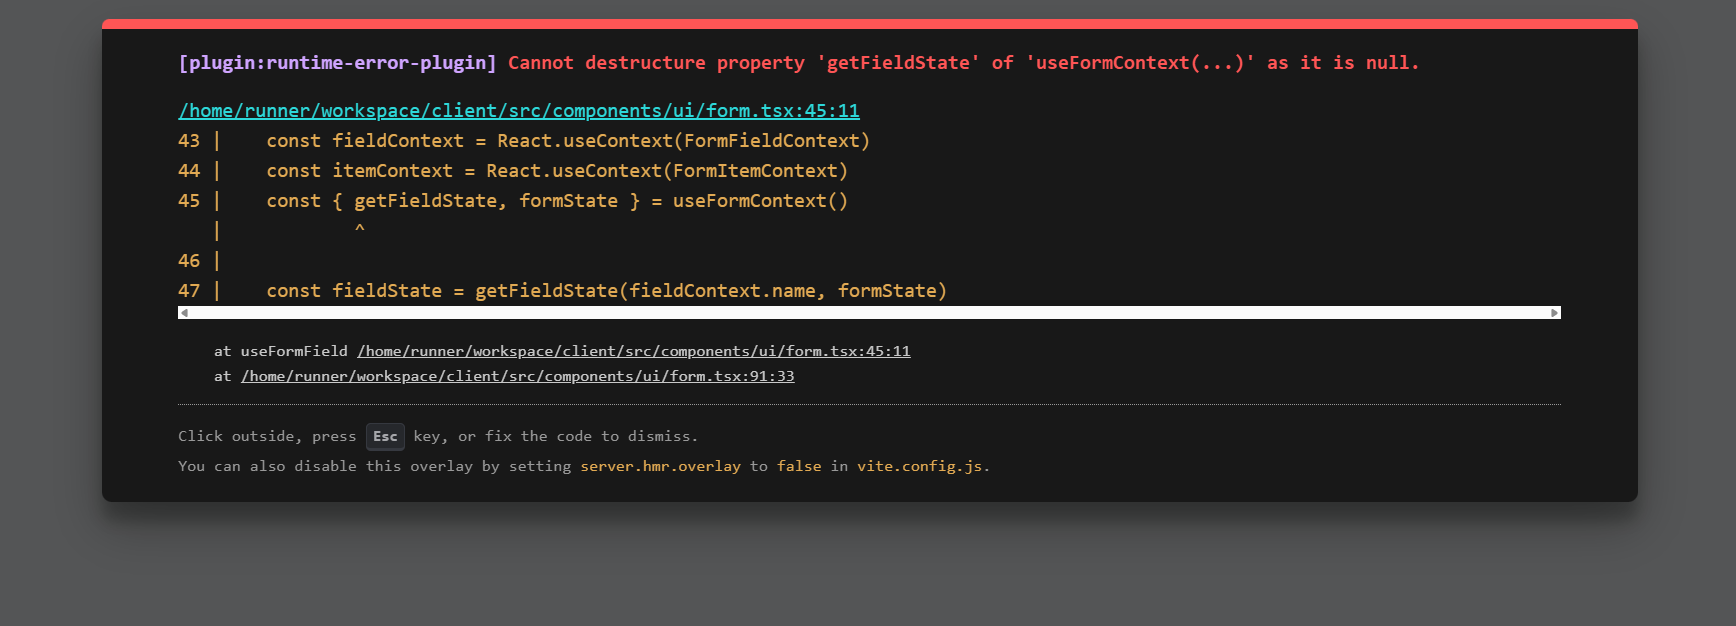 [plugin:runtime-error-plugin] Cannot destructure property 'getFieldState' of 'useFormContext(...)' as it is null.
/home/runner/workspace/client/src/components/ui/form.tsx:45:11
43 |    const fieldContext = React.useContext(FormFieldContext)
44 |    const itemContext = React.useContext(FormItemContext)
45 |    const { getFieldState, formState } = useFormContext()
   |            ^
46 |
47 |    const fieldState = getFieldState(fieldContext.name, formState)
at useFormField /home/runner/workspace/client/src/components/ui/form.tsx:45:11
at /home/runner/workspace/client/src/components/ui/form.tsx:91:33
Click outside, press Esc key, or fix the code to dismiss.
You can also disable this overlay by setting server.hmr.overlay to false in vite.config.js.